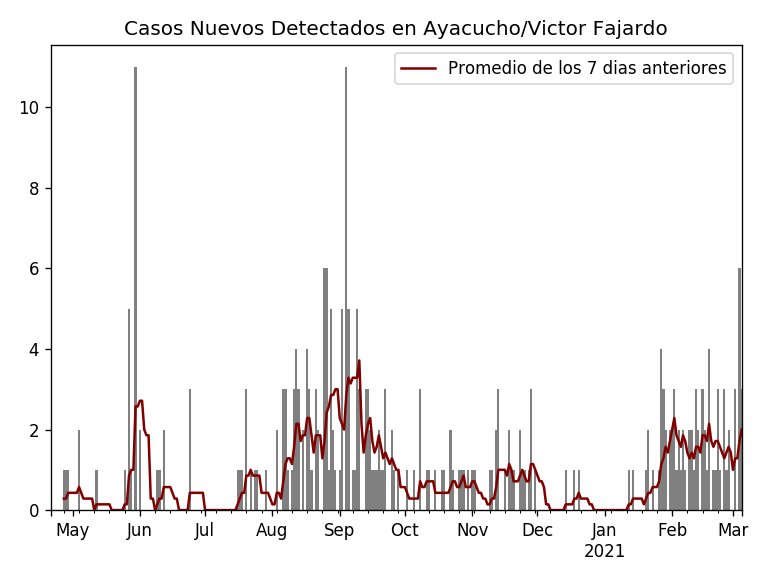 Casos Nuevos Detectados en Ayacucho/Victor Fajardo
Promedio de los 7 dias anteriores
10
8
6
4
2
0
May Jun Jul Aug Sep Oct Nov Dec Jan Feb Mar
2021